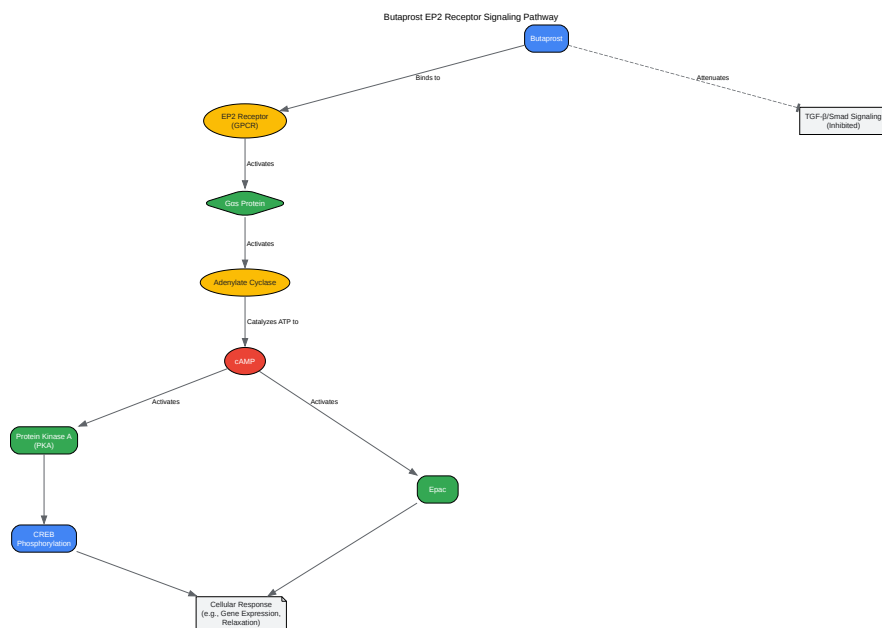 Butaprost EP2 Receptor Signaling Pathway
Butaprost
Binds to
Attenuates
EP2 Receptor
(GPCR)
TGF-β/Smad Signaling
(Inhibited)
Activates
Gαs Protein
Activates
Adenylate Cyclase
Catalyzes ATP to
cAMP
Activates
Activates
Protein Kinase A
(PKA)
Epac
CREB
Phosphorylation
Cellular Response
(e.g., Gene Expression,
Relaxation)